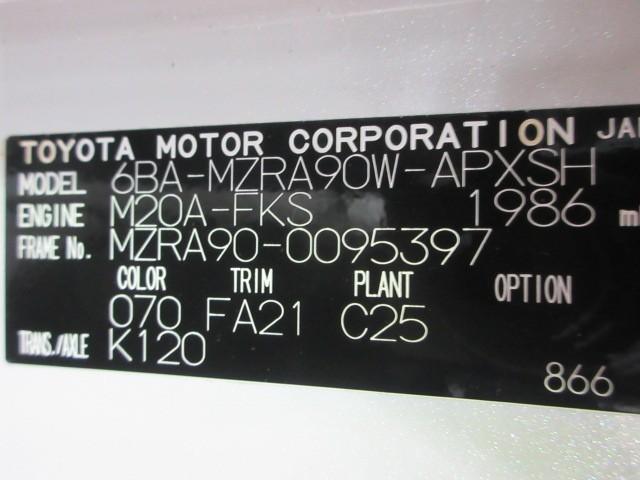 TOYOTA MOTOR CORPORATION JA
MODEL 6BA-MZRA90W-APXSH
ENGINE M20A-FKS 1986 m
FRAME No. MZRA90-0095397
COLOR TRIM PLANT OPTION
070 FA21 C25
TRANS./AXLE K120
866